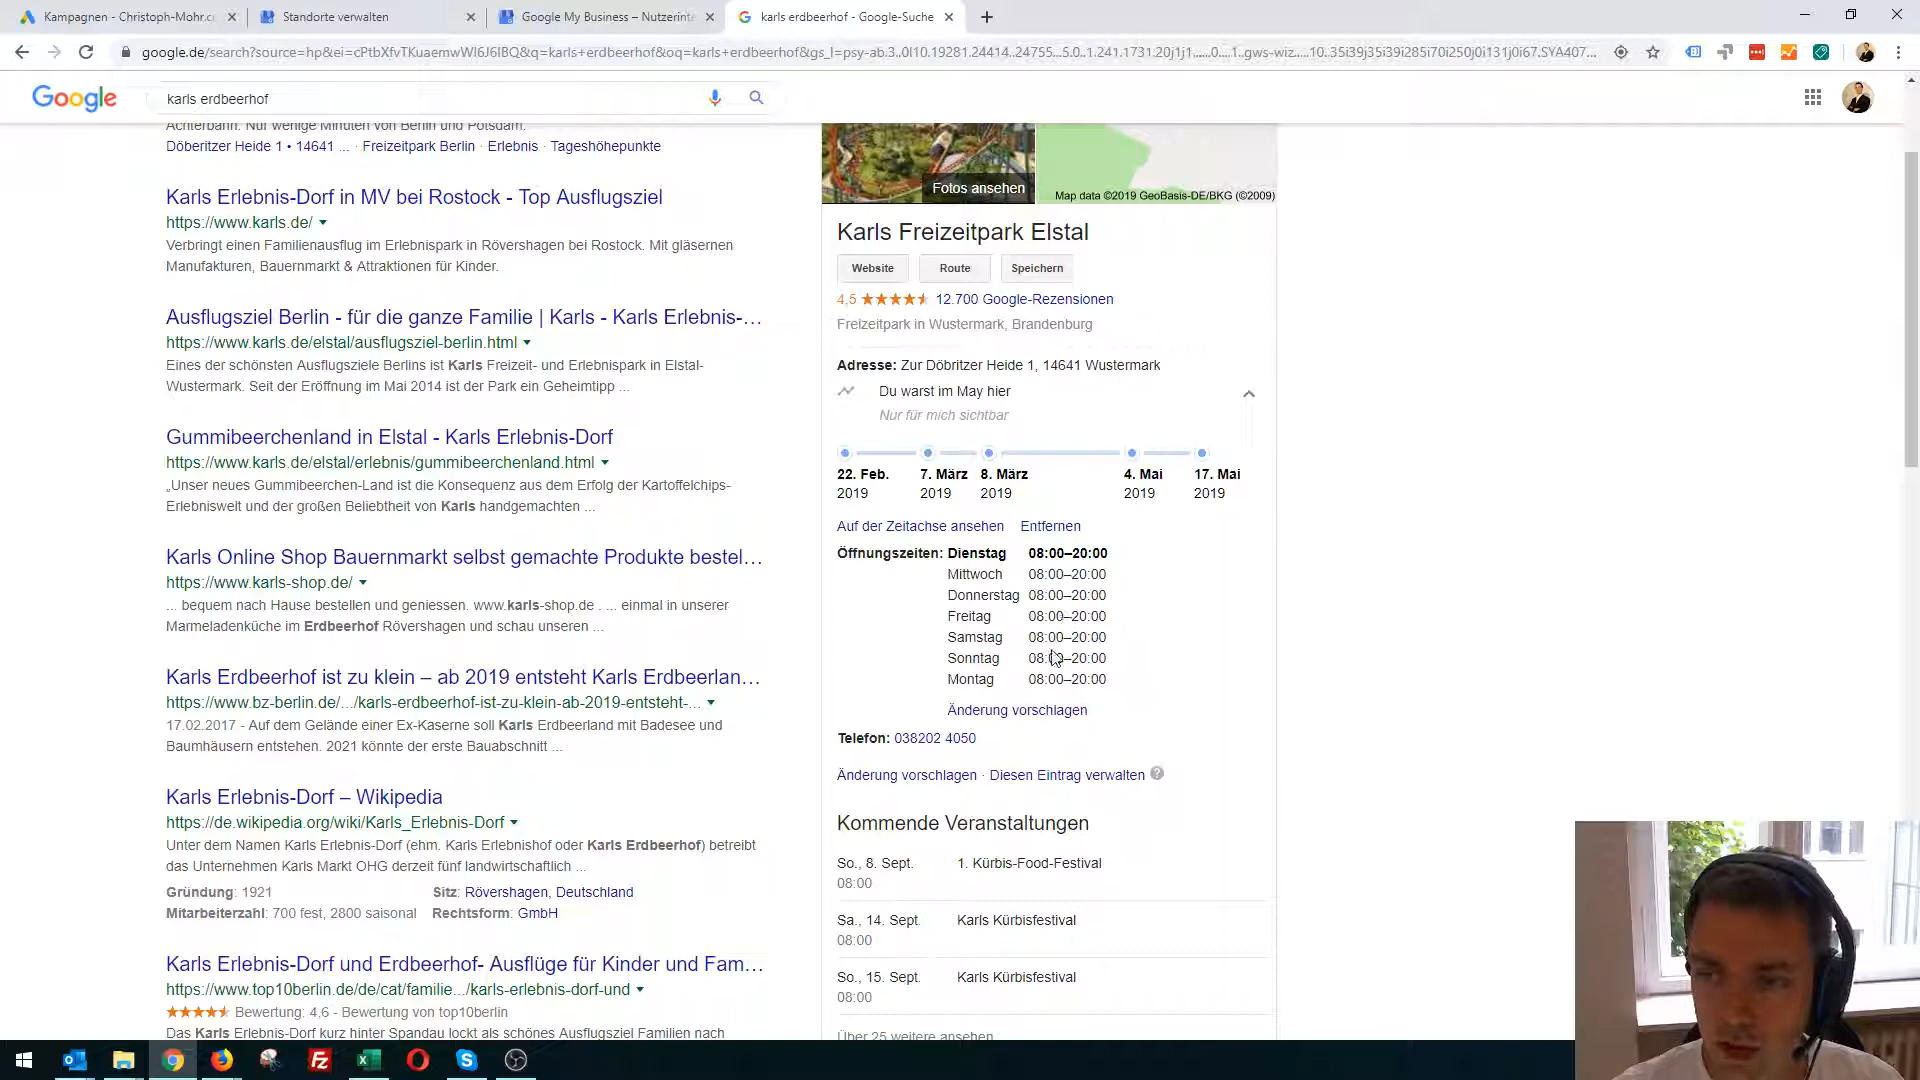 Kampagnen - Christoph-Mohr.c
Standorte verwalten
Google My Business – Nutzerinte
karls erdbeerhof - Google-Suche
google.de/search?source=hp&ei=cPtbXfvTKuaemwWl6J6IBQ&q=karls+erdbeerhof&oq=karls+erdbeerhof&gs_l=psy-ab.3..0l10.19281.24414..24755...5.0..1.241.1731.20j1j1......0....1..gws-wiz.....10..35i39j35i39i285i70i250j0i131j0i67.SYA407...
Google
karls erdbeerhof
Achterbahn. Nur wenige Minuten von Berlin und Potsdam.
Döberitzer Heide 1 • 14641 ... · Freizeitpark Berlin · Erlebnis · Tageshöhepunkte
Karls Erlebnis-Dorf in MV bei Rostock - Top Ausflugsziel
https://www.karls.de/
Verbringt einen Familienausflug im Erlebnispark in Rövershagen bei Rostock. Mit gläsernen
Manufakturen, Bauernmarkt & Attraktionen für Kinder.
Ausflugsziel Berlin - für die ganze Familie | Karls - Karls Erlebnis-...
https://www.karls.de/elstal/ausflugsziel-berlin.html
Eines der schönsten Ausflugsziele Berlins ist Karls Freizeit- und Erlebnispark in Elstal-
Wustermark. Seit der Eröffnung im Mai 2014 ist der Park ein Geheimtipp ...
Gummibeerchenland in Elstal - Karls Erlebnis-Dorf
https://www.karls.de/elstal/erlebnis/gummibeerchenland.html
„Unser neues Gummibeerchen-Land ist die Konsequenz aus dem Erfolg der Kartoffelchips-
Erlebniswelt und der großen Beliebtheit von Karls handgemachten ...
Karls Online Shop Bauernmarkt selbst gemachte Produkte bestel...
https://www.karls-shop.de/
... bequem nach Hause bestellen und geniessen. www.karls-shop.de . ... einmal in unserer
Marmeladenküche im Erdbeerhof Rövershagen und schau unseren ...
Karls Erdbeerhof ist zu klein – ab 2019 entsteht Karls Erdbeerlan...
https://www.bz-berlin.de/.../karls-erdbeerhof-ist-zu-klein-ab-2019-entsteht-...
17.02.2017 - Auf dem Gelände einer Ex-Kaserne soll Karls Erdbeerland mit Badesee und
Baumhäusern entstehen. 2021 könnte der erste Bauabschnitt ...
Karls Erlebnis-Dorf – Wikipedia
https://de.wikipedia.org/wiki/Karls_Erlebnis-Dorf
Unter dem Namen Karls Erlebnis-Dorf (ehm. Karls Erlebnishof oder Karls Erdbeerhof) betreibt
das Unternehmen Karls Markt OHG derzeit fünf landwirtschaftlich ...
Gründung: 1921 Sitz: Rövershagen, Deutschland
Mitarbeiterzahl: 700 fest, 2800 saisonal Rechtsform: GmbH
Karls Erlebnis-Dorf und Erdbeerhof- Ausflüge für Kinder und Fam...
https://www.top10berlin.de/de/cat/familie.../karls-erlebnis-dorf-und
Bewertung: 4,6 - Bewertung von top10berlin
Das Karls Erlebnis-Dorf kurz hinter Spandau lockt als schönes Ausflugsziel Familien nach
Fotos ansehen
Map data ©2019 GeoBasis-DE/BKG (©2009)
Karls Freizeitpark Elstal
Website Route Speichern
4,5 12.700 Google-Rezensionen
Freizeitpark in Wustermark, Brandenburg
Adresse: Zur Döbritzer Heide 1, 14641 Wustermark
Du warst im May hier
Nur für mich sichtbar
22. Feb. 7. März 8. März 4. Mai 17. Mai
2019 2019 2019 2019 2019
Auf der Zeitachse ansehen Entfernen
Öffnungszeiten: Dienstag 08:00–20:00
Mittwoch 08:00–20:00
Donnerstag 08:00–20:00
Freitag 08:00–20:00
Samstag 08:00–20:00
Sonntag 08:00–20:00
Montag 08:00–20:00
Änderung vorschlagen
Telefon: 038202 4050
Änderung vorschlagen · Diesen Eintrag verwalten ?
Kommende Veranstaltungen
So., 8. Sept. 1. Kürbis-Food-Festival
08:00
Sa., 14. Sept. Karls Kürbisfestival
08:00
So., 15. Sept. Karls Kürbisfestival
08:00
Über 25 weitere ansehen